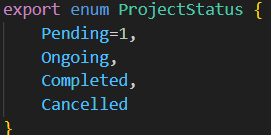 export enum ProjectStatus {
    Pending=1,
    Ongoing,
    Completed,
    Cancelled
}